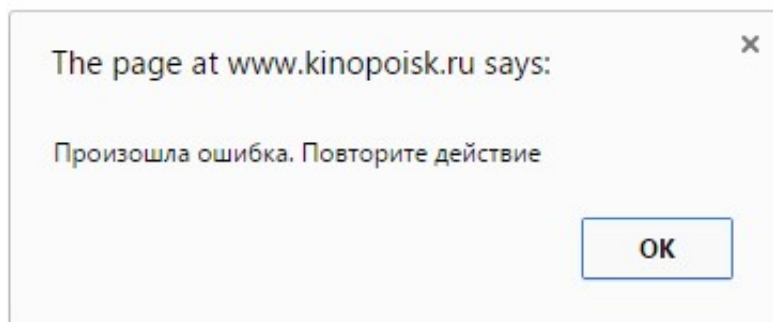 The page at www.kinopoisk.ru says:
Произошла ошибка. Повторите действие
OK